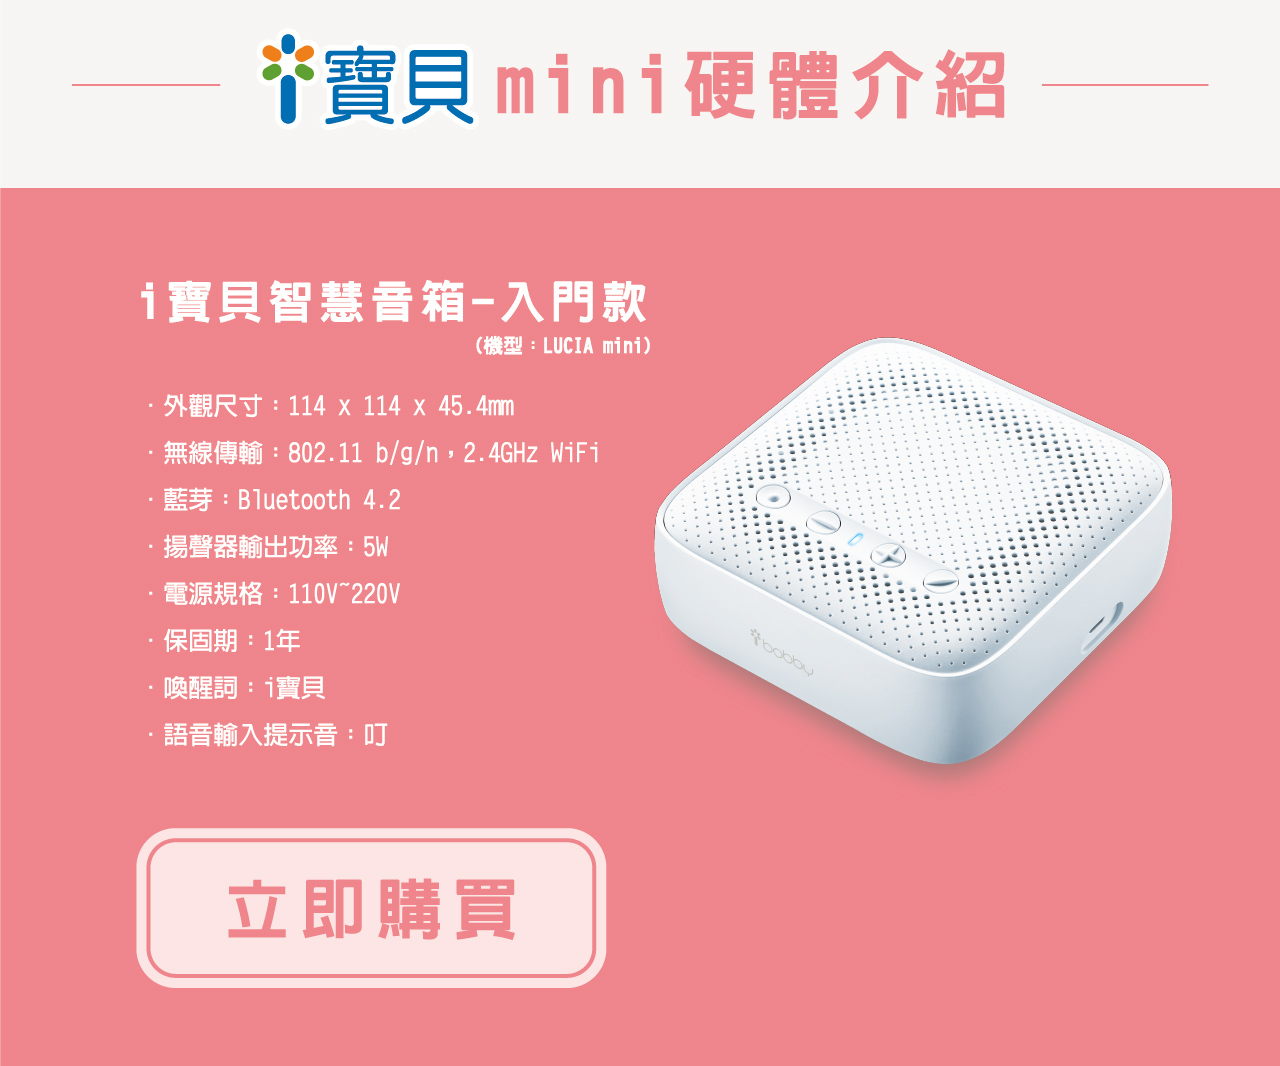 i寶貝mini硬體介紹
i寶貝智慧音箱-入門款
(機型：LUCIA mini)
·外觀尺寸：114 x 114 x 45.4mm
·無線傳輸：802.11 b/g/n，2.4GHz WiFi
·藍芽：Bluetooth 4.2
·揚聲器輸出功率：5W
·電源規格：110V~220V
·保固期：1年
·喚醒詞：i寶貝
·語音輸入提示音：叮
ibobby
立即購買